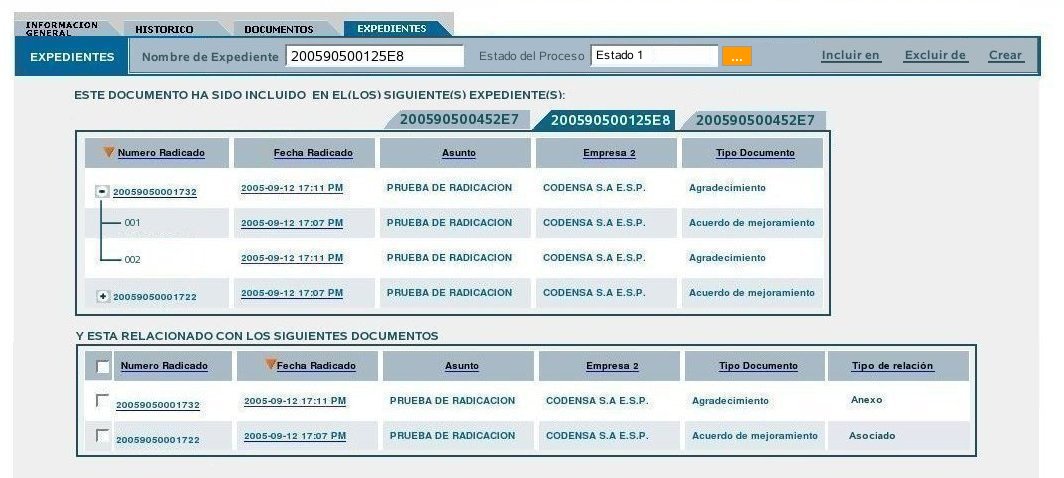 INFORMACION GENERAL HISTORICO DOCUMENTOS EXPEDIENTES
EXPEDIENTES Nombre de Expediente 200590500125E8 Estado del Proceso Estado 1 ... Incluir en Excluir de Crear
ESTE DOCUMENTO HA SIDO INCLUIDO EN EL(LOS) SIGUIENTE(S) EXPEDIENTE(S):
200590500452E7 200590500125E8 200590500452E7
Numero Radicado Fecha Radicado Asunto Empresa 2 Tipo Documento
20059050001732 2005-09-12 17:11 PM PRUEBA DE RADICACION CODENSA S.A E.S.P. Agradecimiento
001 2005-09-12 17:07 PM PRUEBA DE RADICACION CODENSA S.A E.S.P. Acuerdo de mejoramiento
002 2005-09-12 17:11 PM PRUEBA DE RADICACION CODENSA S.A E.S.P. Agradecimiento
20059050001722 2005-09-12 17:07 PM PRUEBA DE RADICACION CODENSA S.A E.S.P. Acuerdo de mejoramiento
Y ESTA RELACIONADO CON LOS SIGUIENTES DOCUMENTOS
Numero Radicado Fecha Radicado Asunto Empresa 2 Tipo Documento Tipo de relación
20059050001732 2005-09-12 17:11 PM PRUEBA DE RADICACION CODENSA S.A E.S.P. Agradecimiento Anexo
20059050001722 2005-09-12 17:07 PM PRUEBA DE RADICACION CODENSA S.A E.S.P. Acuerdo de mejoramiento Asociado